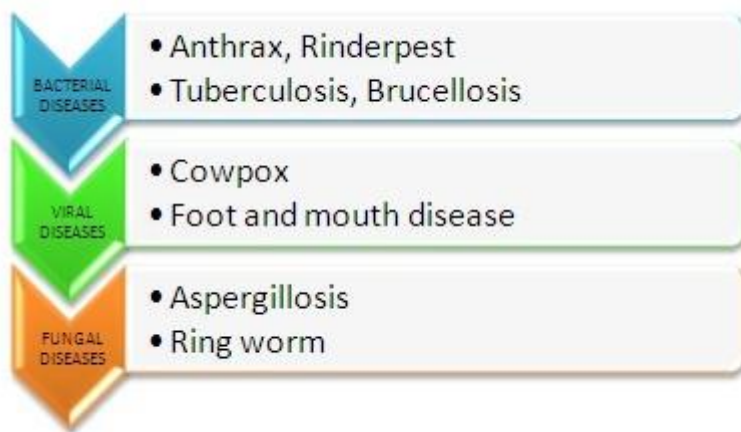 BACTERIAL
DISEASES
• Anthrax, Rinderpest
• Tuberculosis, Brucellosis
VIRAL
DISEASES
• Cowpox
• Foot and mouth disease
FUNGAL
DISEASES
• Aspergillosis
• Ring worm